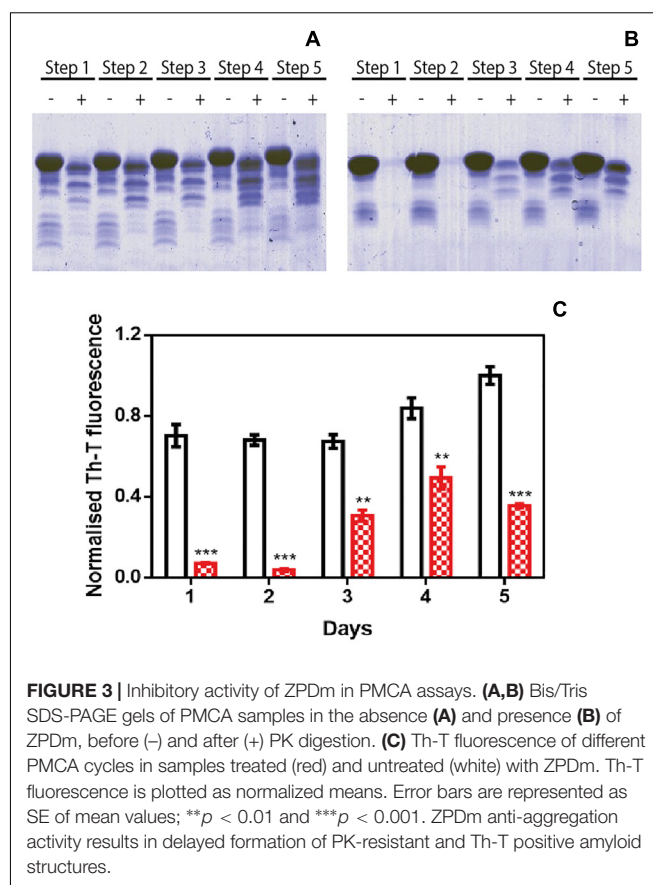 A
B
Step 1 Step 2 Step 3 Step 4 Step 5
Step 1 Step 2 Step 3 Step 4 Step 5
- + - + - + - + - +
- + - + - + - + - +
C
Normalised Th-T fluorescence
1.2
0.8
0.4
0.0
*** *** ** ** ***
1 2 3 4 5
Days
FIGURE 3 | Inhibitory activity of ZPDm in PMCA assays. (A,B) Bis/Tris
SDS-PAGE gels of PMCA samples in the absence (A) and presence (B) of
ZPDm, before (–) and after (+) PK digestion. (C) Th-T fluorescence of different
PMCA cycles in samples treated (red) and untreated (white) with ZPDm. Th-T
fluorescence is plotted as normalized means. Error bars are represented as
SE of mean values; **p < 0.01 and ***p < 0.001. ZPDm anti-aggregation
activity results in delayed formation of PK-resistant and Th-T positive amyloid
structures.